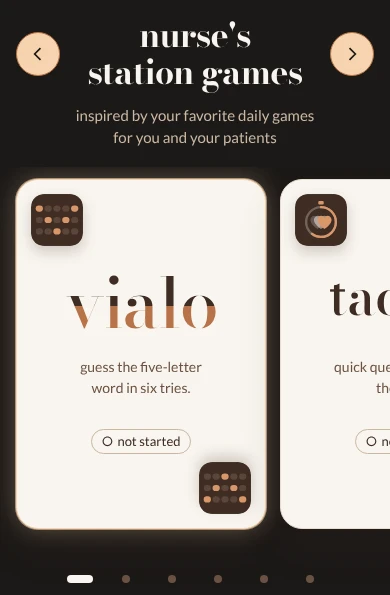 nurse's
station games
inspired by your favorite daily games
for you and your patients
vialo
guess the five-letter
word in six tries.
not started
quick que